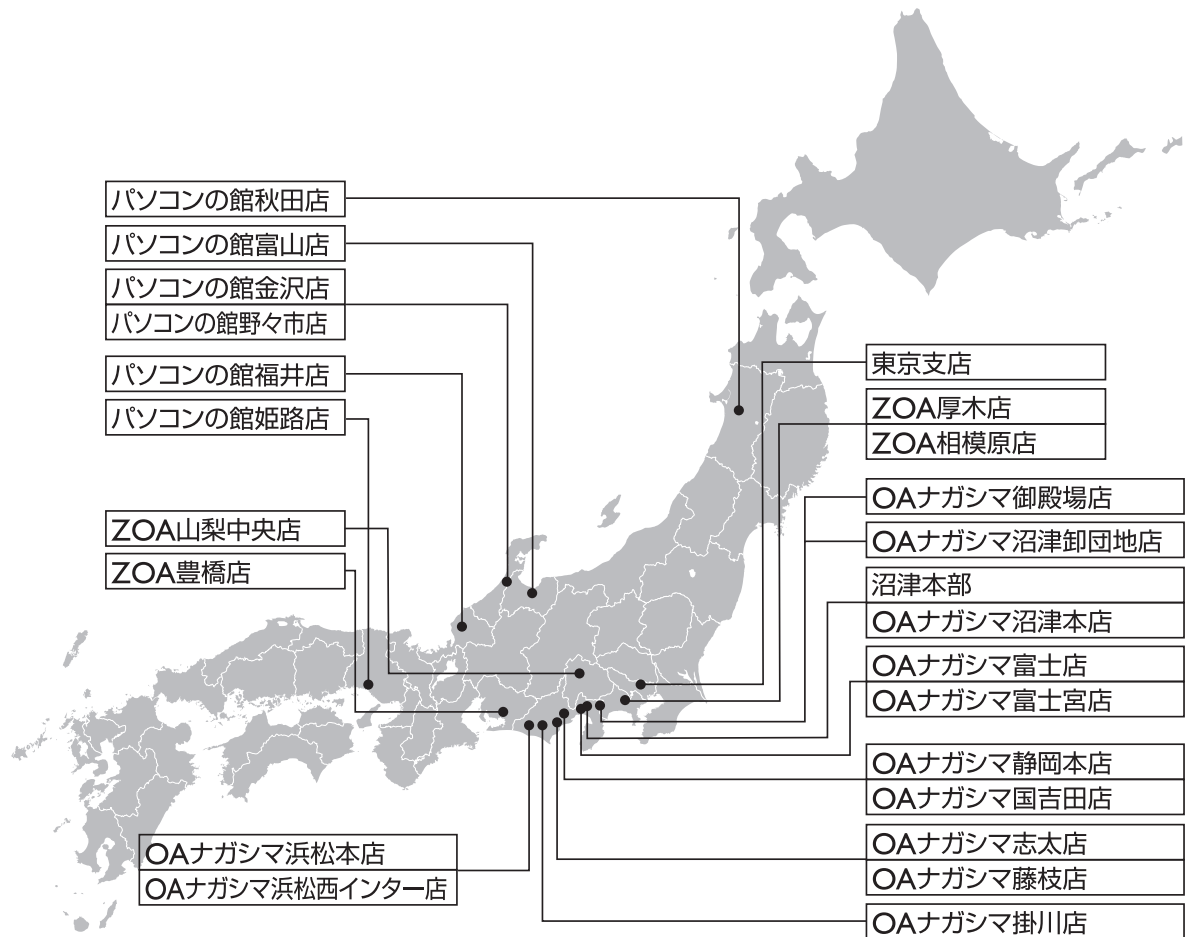 パソコンの館秋田店
パソコンの館富山店
パソコンの館金沢店
パソコンの館野々市店
パソコンの館福井店
パソコンの館姫路店
ZOA山梨中央店
ZOA豊橋店
OAナガシマ浜松本店
OAナガシマ浜松西インター店
東京支店
ZOA厚木店
ZOA相模原店
OAナガシマ御殿場店
OAナガシマ沼津卸団地店
沼津本部
OAナガシマ沼津本店
OAナガシマ富士店
OAナガシマ富士宮店
OAナガシマ静岡本店
OAナガシマ国吉田店
OAナガシマ志太店
OAナガシマ藤枝店
OAナガシマ掛川店